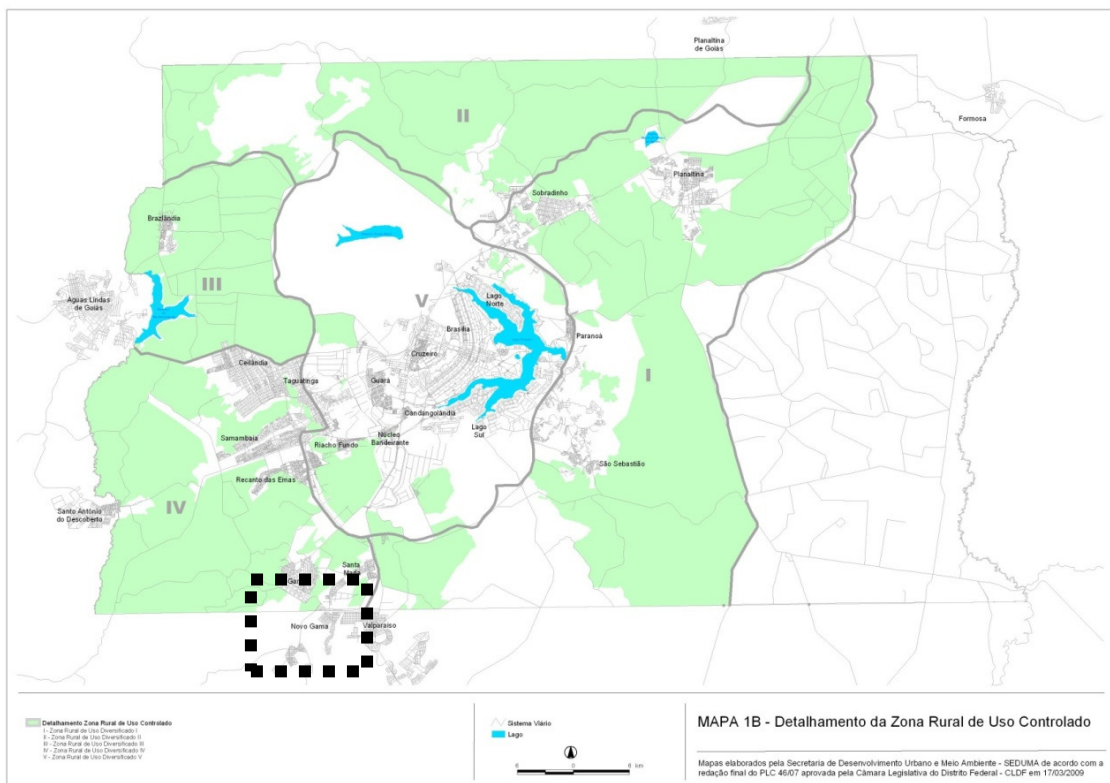 Planaltina
de Goiás
Formosa
II
Planaltina
Sobradinho
Brazlândia
III
Águas Lindas
de Goiás
V
Lago
Norte
Brasília
Paranoá
Cruzeiro
Ceilândia
Taguatinga
Guará
I
Candangolândia
Lago
Sul
Núcleo
Bandeirante
Samambaia
Riacho Fundo
São Sebastião
Recanto das Emas
IV
Santo Antônio
do Descoberto
Santa
Novo Gama
Valparaíso
Detalhamento Zona Rural de Uso Controlado
I - Zona Rural de Uso Diversificado I
II - Zona Rural de Uso Diversificado II
III - Zona Rural de Uso Diversificado III
IV - Zona Rural de Uso Diversificado IV
V - Zona Rural de Uso Diversificado V
Sistema Viário
Lago
6 0 6 km
MAPA 1B - Detalhamento da Zona Rural de Uso Controlado
Mapas elaborados pela Secretaria de Desenvolvimento Urbano e Meio Ambiente - SEDUMA de acordo com a
redação final do PLC 46/07 aprovada pela Câmara Legislativa do Distrito Federal - CLDF em 17/03/2009